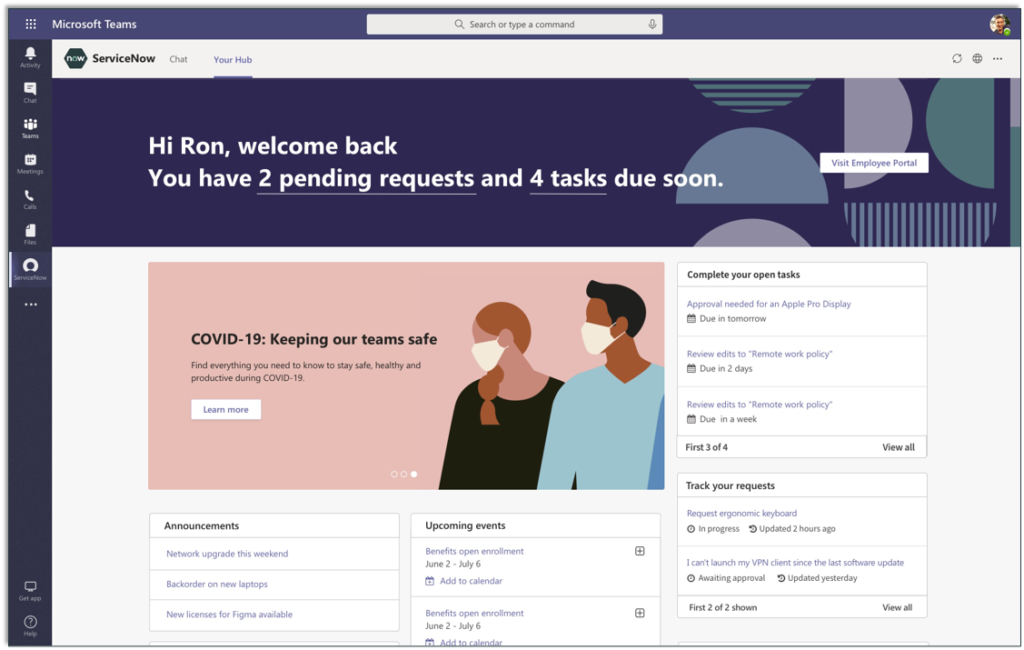 Microsoft Teams
Search or type a command
Activity
Chat
Teams
Meetings
Calls
Files
ServiceNow
Get app
Help
now ServiceNow Chat Your Hub
Hi Ron, welcome back
You have 2 pending requests and 4 tasks due soon.
Visit Employee Portal
COVID-19: Keeping our teams safe
Find everything you need to know to stay safe, healthy and
productive during COVID-19.
Learn more
Complete your open tasks
Approval needed for an Apple Pro Display
Due in tomorrow
Review edits to "Remote work policy"
Due in 2 days
Review edits to "Remote work policy"
Due in a week
First 3 of 4 View all
Track your requests
Request ergonomic keyboard
In progress Updated 2 hours ago
I can't launch my VPN client since the last software update
Awaiting approval Updated yesterday
First 2 of 2 shown View all
Announcements
Network upgrade this weekend
Backorder on new laptops
New licenses for Figma available
Upcoming events
Benefits open enrollment
June 2 - July 6
Add to calendar
Benefits open enrollment
June 2 - July 6
Add to calendar